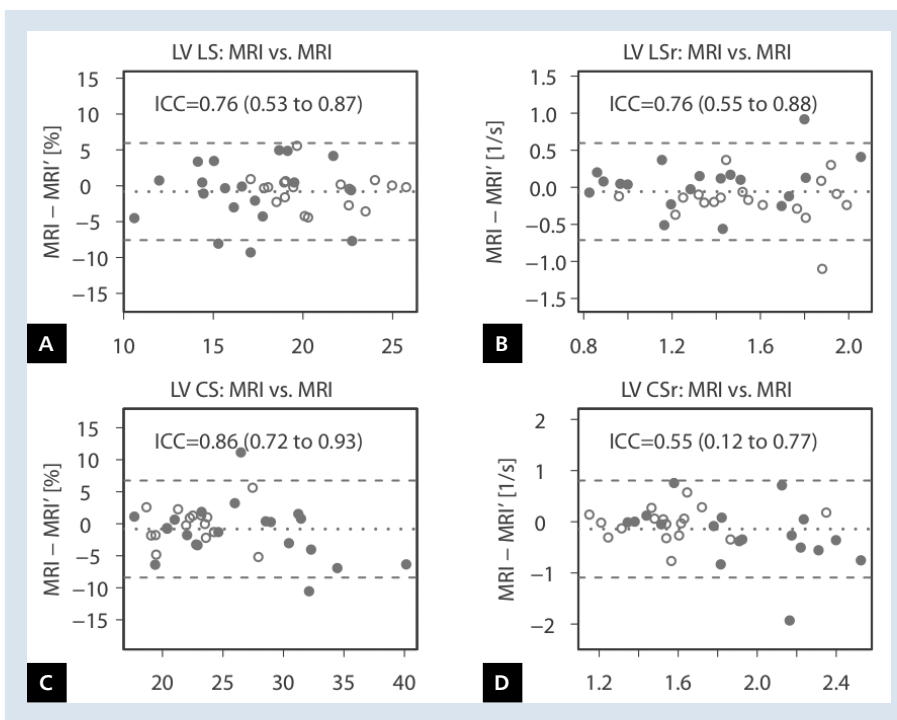 LV LS: MRI vs. MRI
MRI – MRI′ [%]
15
10
5
0
−5
−10
−15
ICC=0.76 (0.53 to 0.87)
A
10 15 20 25
LV LSr: MRI vs. MRI
MRI – MRI′ [1/s]
1.5
1.0
0.5
0.0
−0.5
−1.0
−1.5
ICC=0.76 (0.55 to 0.88)
B
0.8 1.2 1.6 2.0
LV CS: MRI vs. MRI
MRI – MRI′ [%]
15
10
5
0
−5
−10
−15
ICC=0.86 (0.72 to 0.93)
C
20 25 30 35 40
LV CSr: MRI vs. MRI
MRI – MRI′ [1/s]
2
1
0
−1
−2
ICC=0.55 (0.12 to 0.77)
D
1.2 1.6 2.0 2.4